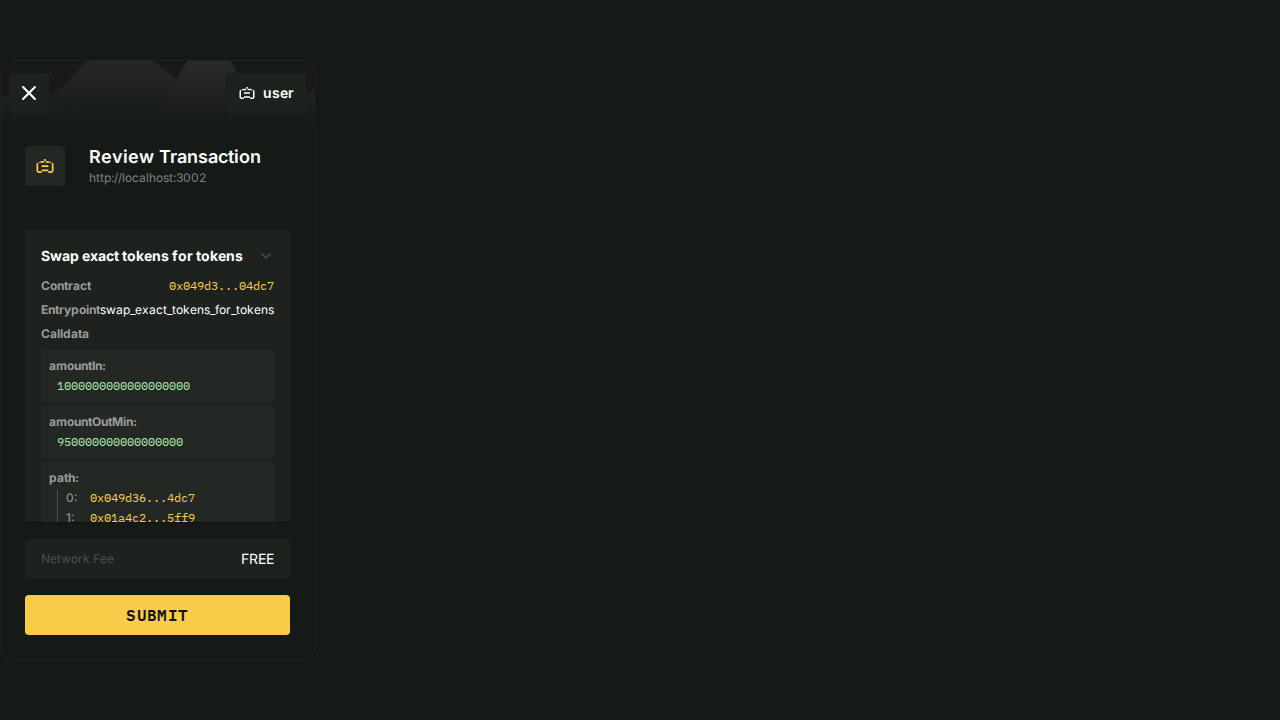 user
Review Transaction
http://localhost:3002
Swap exact tokens for tokens
Contract 0x049d3...04dc7
Entrypoint swap_exact_tokens_for_tokens
Calldata
amountIn:
1000000000000000000
amountOutMin:
950000000000000000
path:
0: 0x049d36...4dc7
1: 0x01a4c2...5ff9
Network Fee FREE
SUBMIT